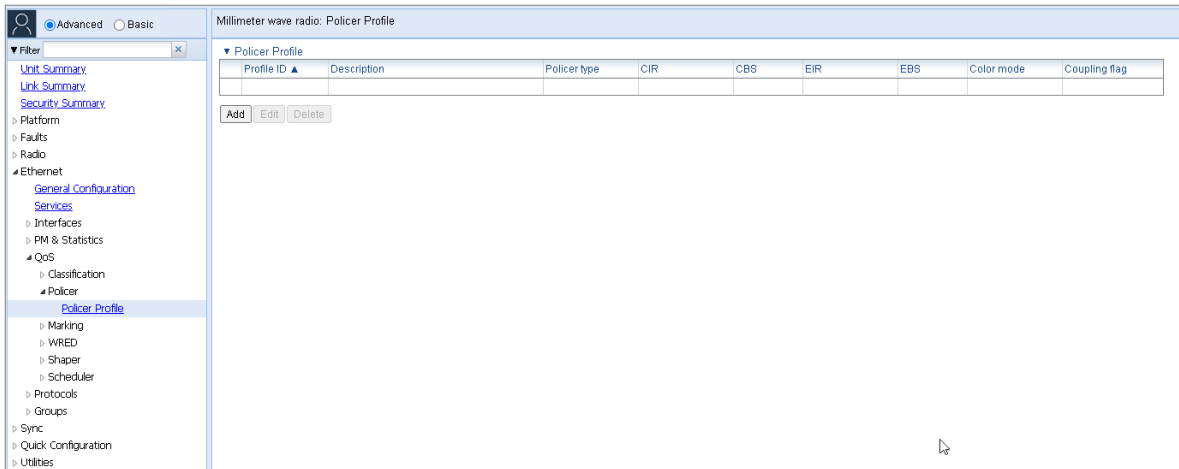 Advanced Basic
Filter
Unit Summary
Link Summary
Security Summary
Platform
Faults
Radio
Ethernet
General Configuration
Services
Interfaces
PM & Statistics
QoS
Classification
Policer
Policer Profile
Marking
WRED
Shaper
Scheduler
Protocols
Groups
Sync
Quick Configuration
Utilities
Millimeter wave radio: Policer Profile
Policer Profile
Profile ID ▲ Description Policer type CIR CBS EIR EBS Color mode Coupling flag
Add Edit Delete